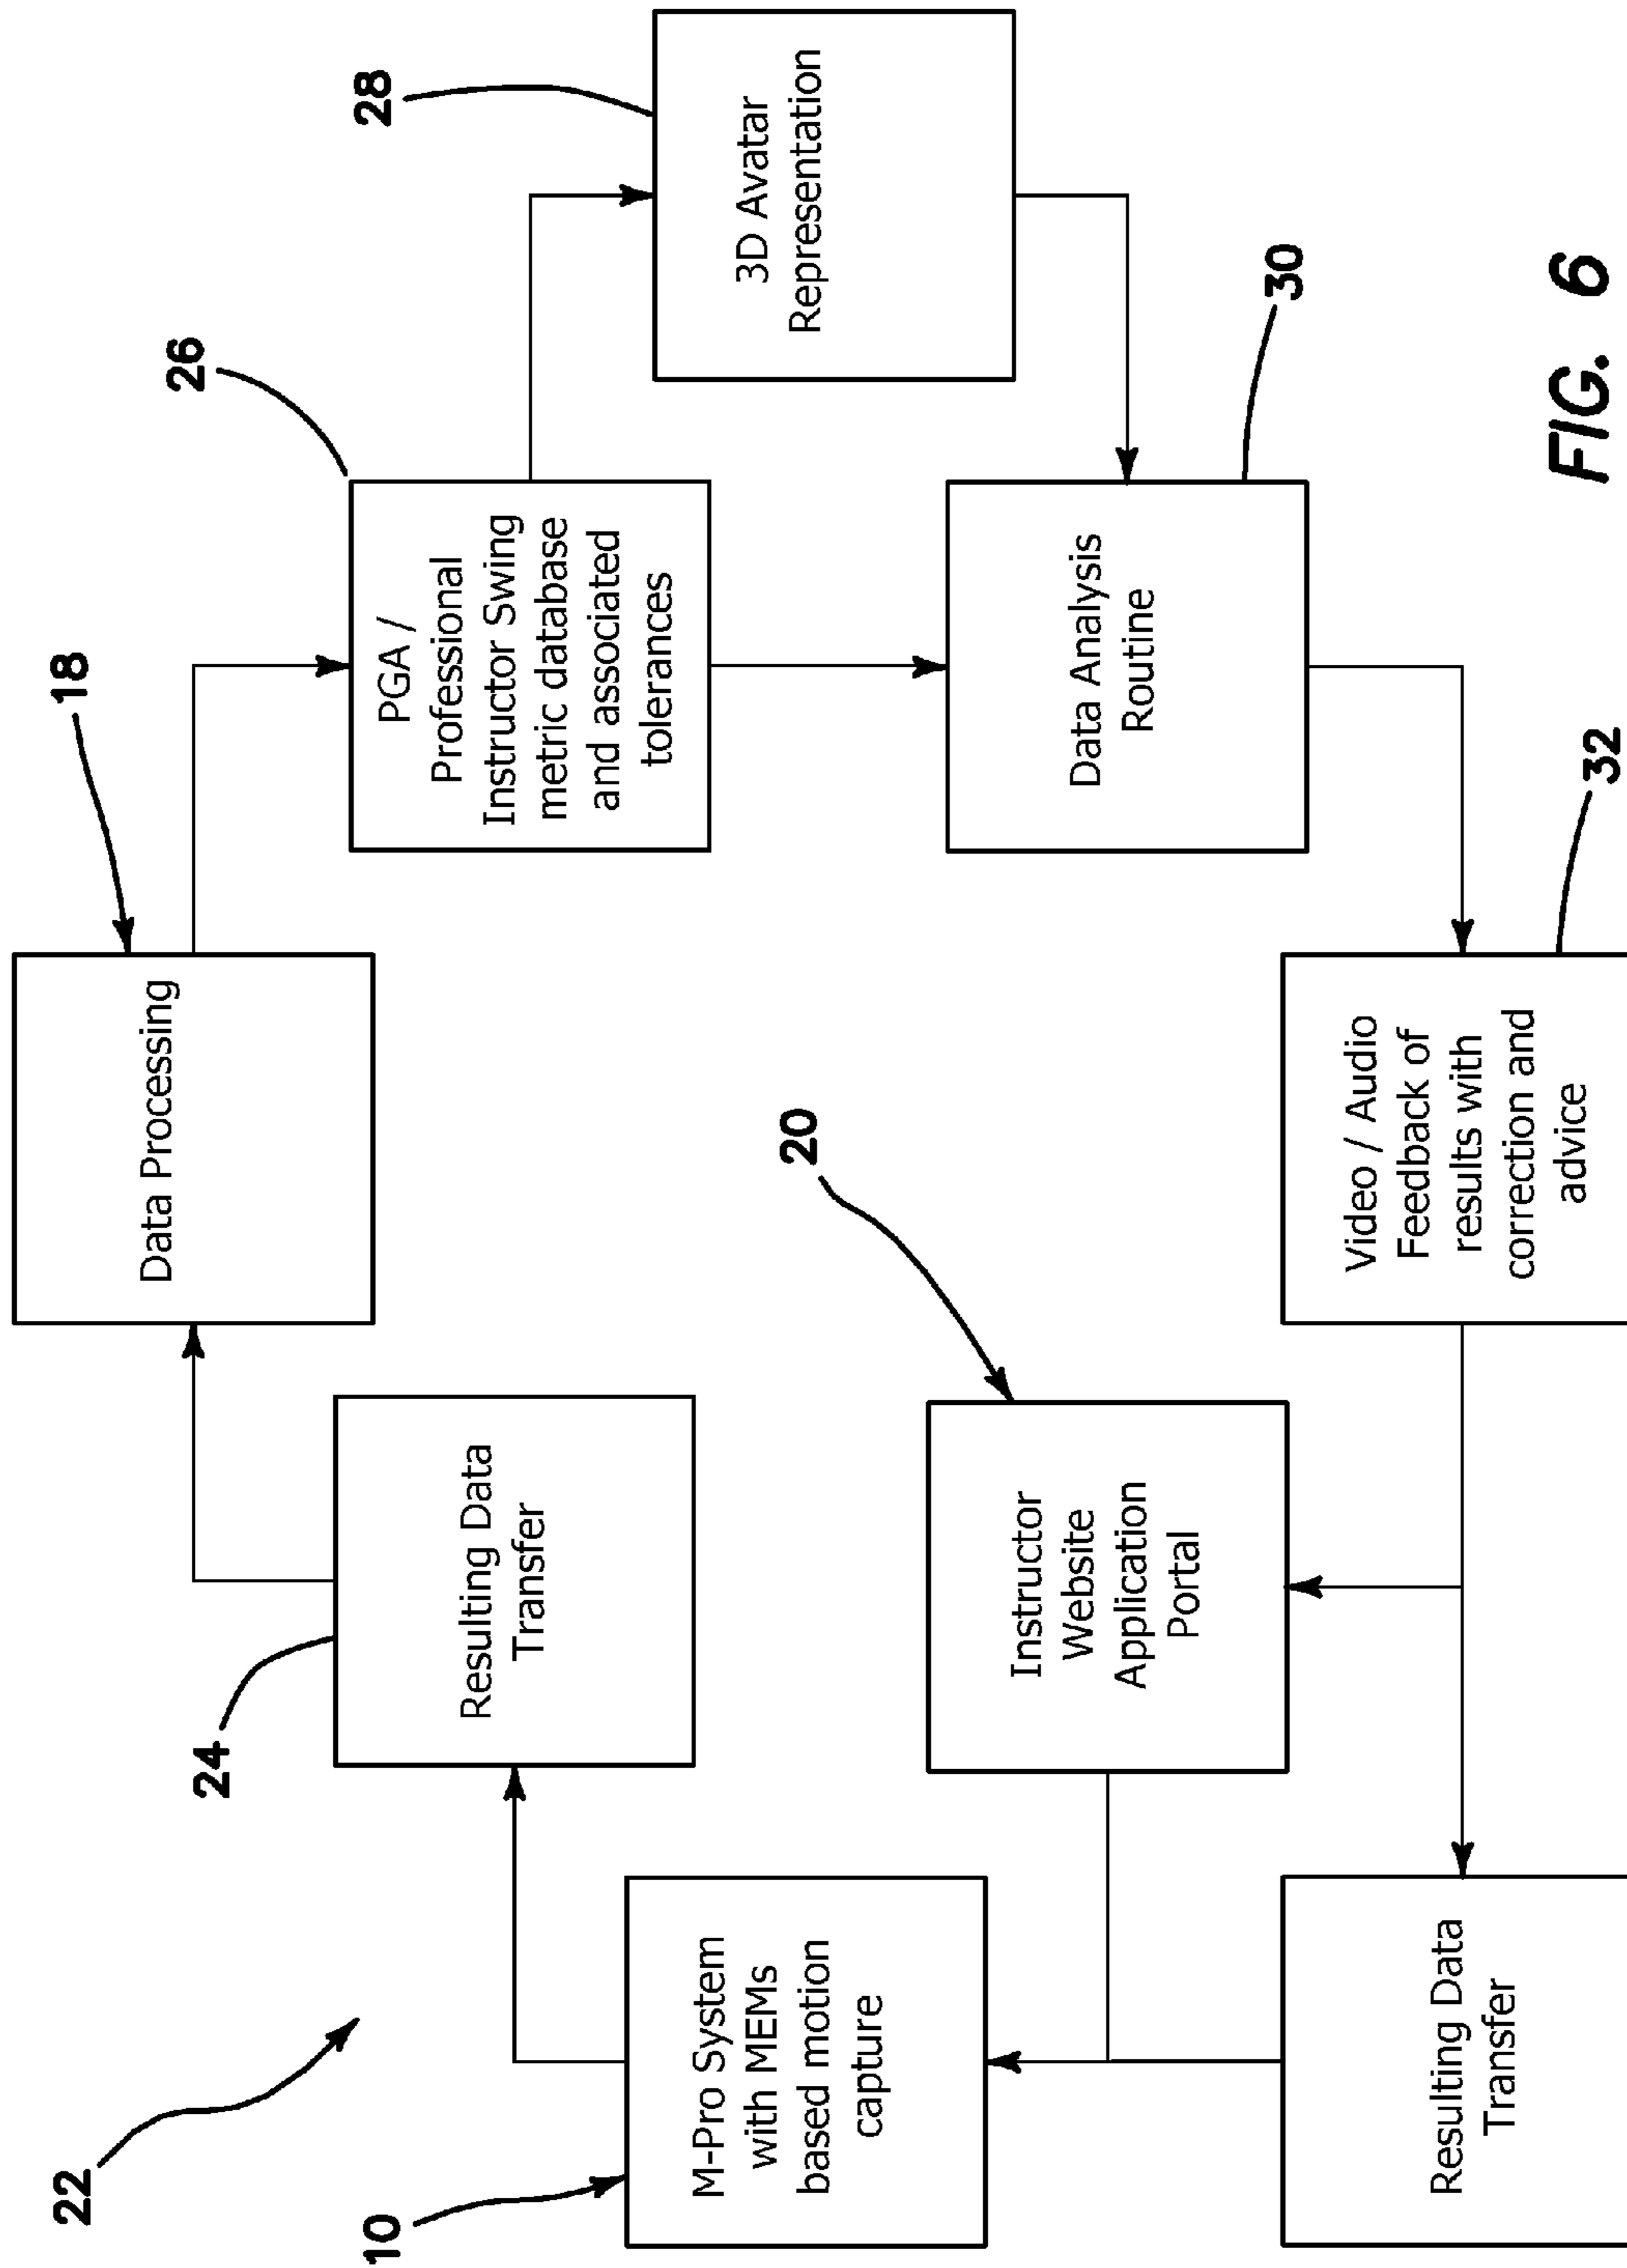 22
10
M-Pro System
with MEMs
based motion
capture
24
Resulting Data
Transfer
18
Data Processing
26
PGA /
Professional
Instructor Swing
metric database
and associated
tolerances
28
3D Avatar
Representation
30
Data Analysis
Routine
32
Video / Audio
Feedback of
results with
correction and
advice
20
Instructor
Website
Application
Portal
Resulting Data
Transfer
FIG. 6